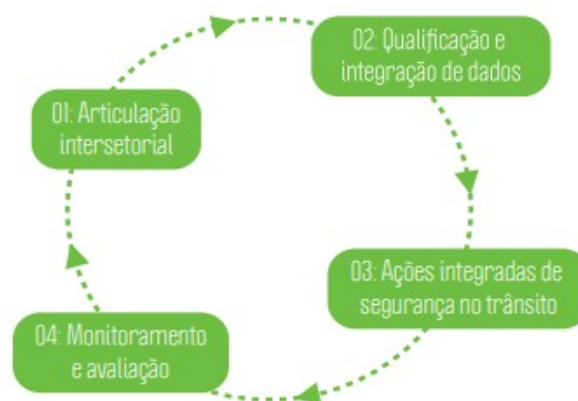 01: Articulação
intersetorial
02: Qualificação e
integração de dados
03: Ações integradas de
segurança no trânsito
04: Monitoramento
e avaliação